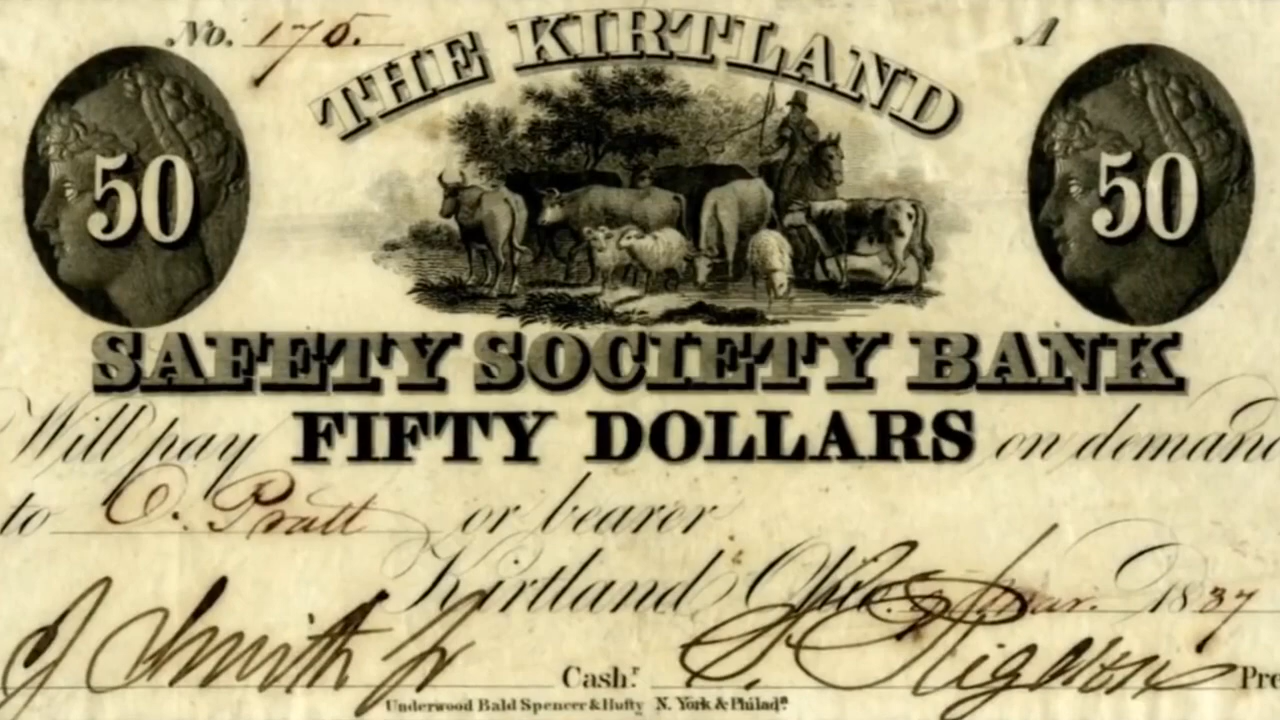 No. 175. A
THE KIRTLAND
50 50
SAFETY SOCIETY BANK
Will pay FIFTY DOLLARS on demand
to O. Pratt or bearer
Kirtland Ohio Mar. 1837
J Smith Jr Cash.r S. Rigdon Pre
Underwood Bald Spencer & Hufty N. York & Philad.a